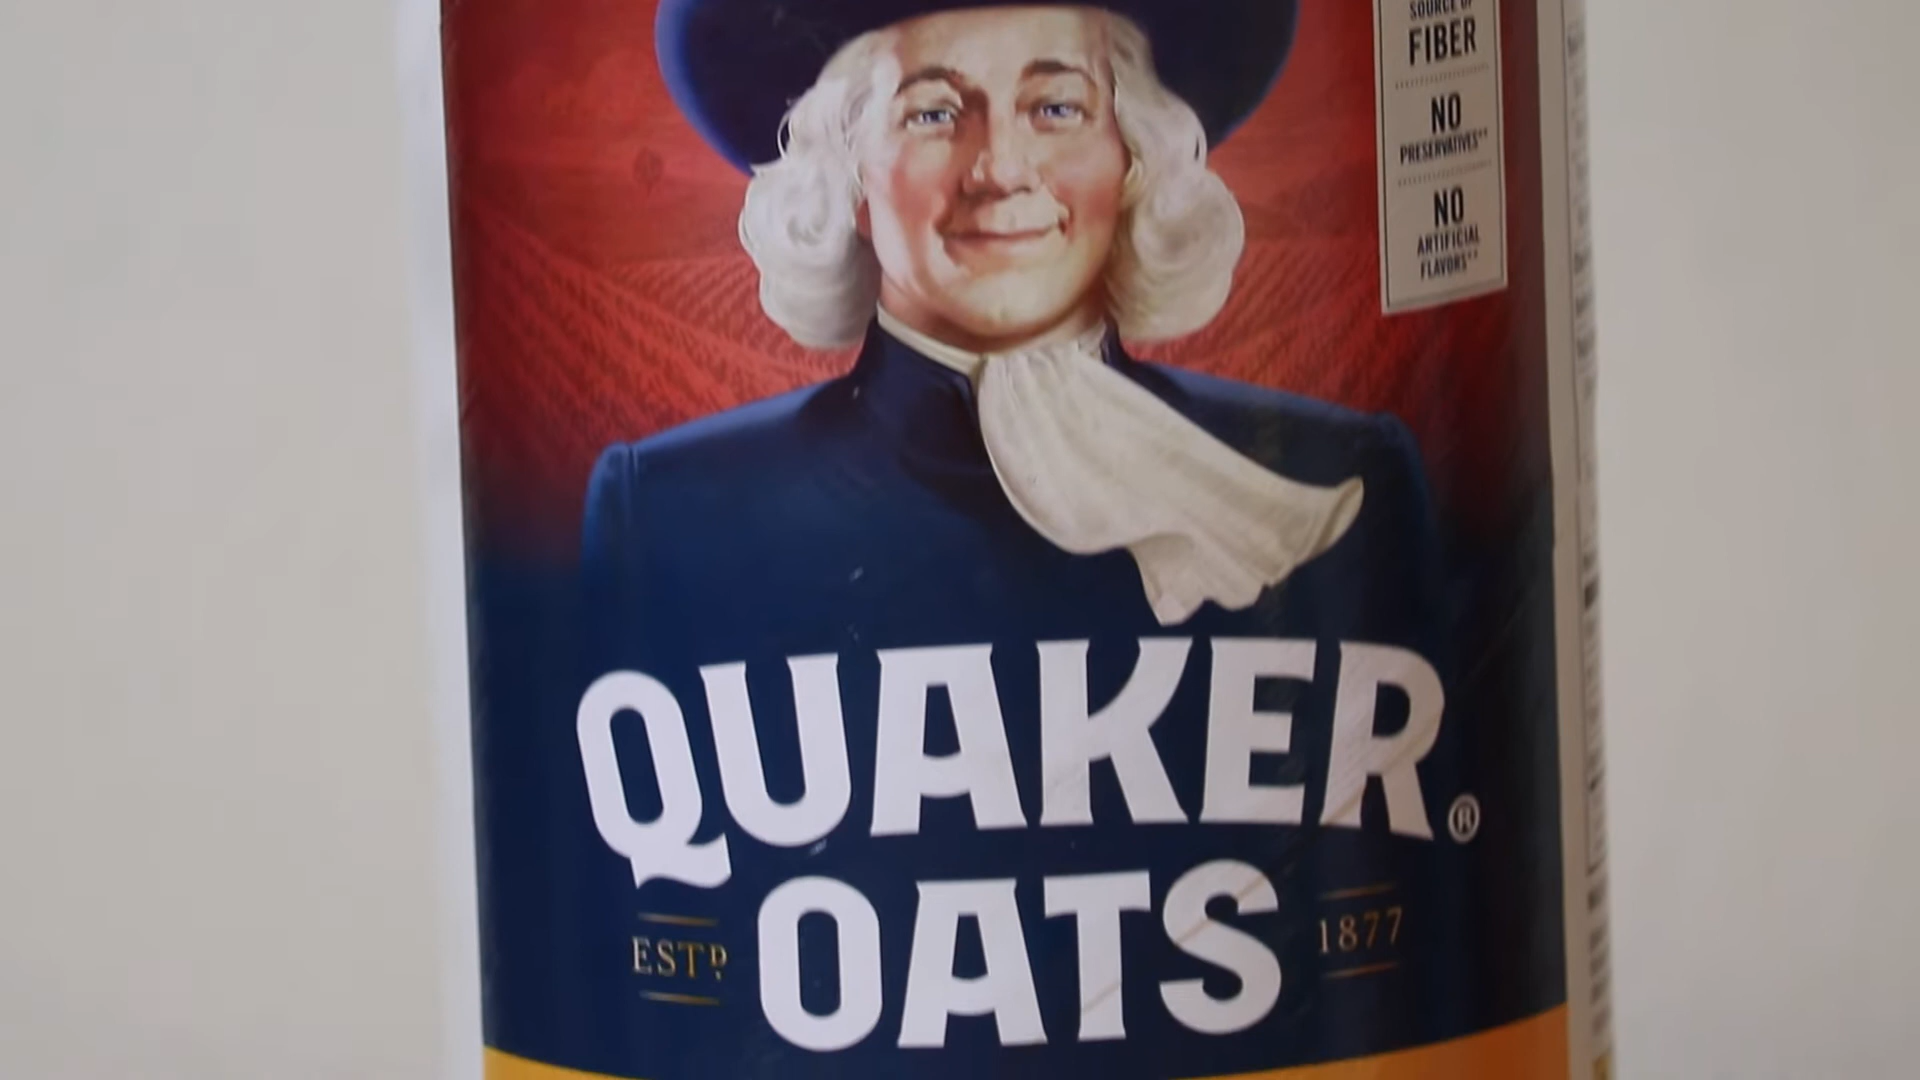 SOURCE OF
FIBER
NO
PRESERVATIVES**
NO
ARTIFICIAL
FLAVORS**
QUAKER®
OATS
ESTD
1877